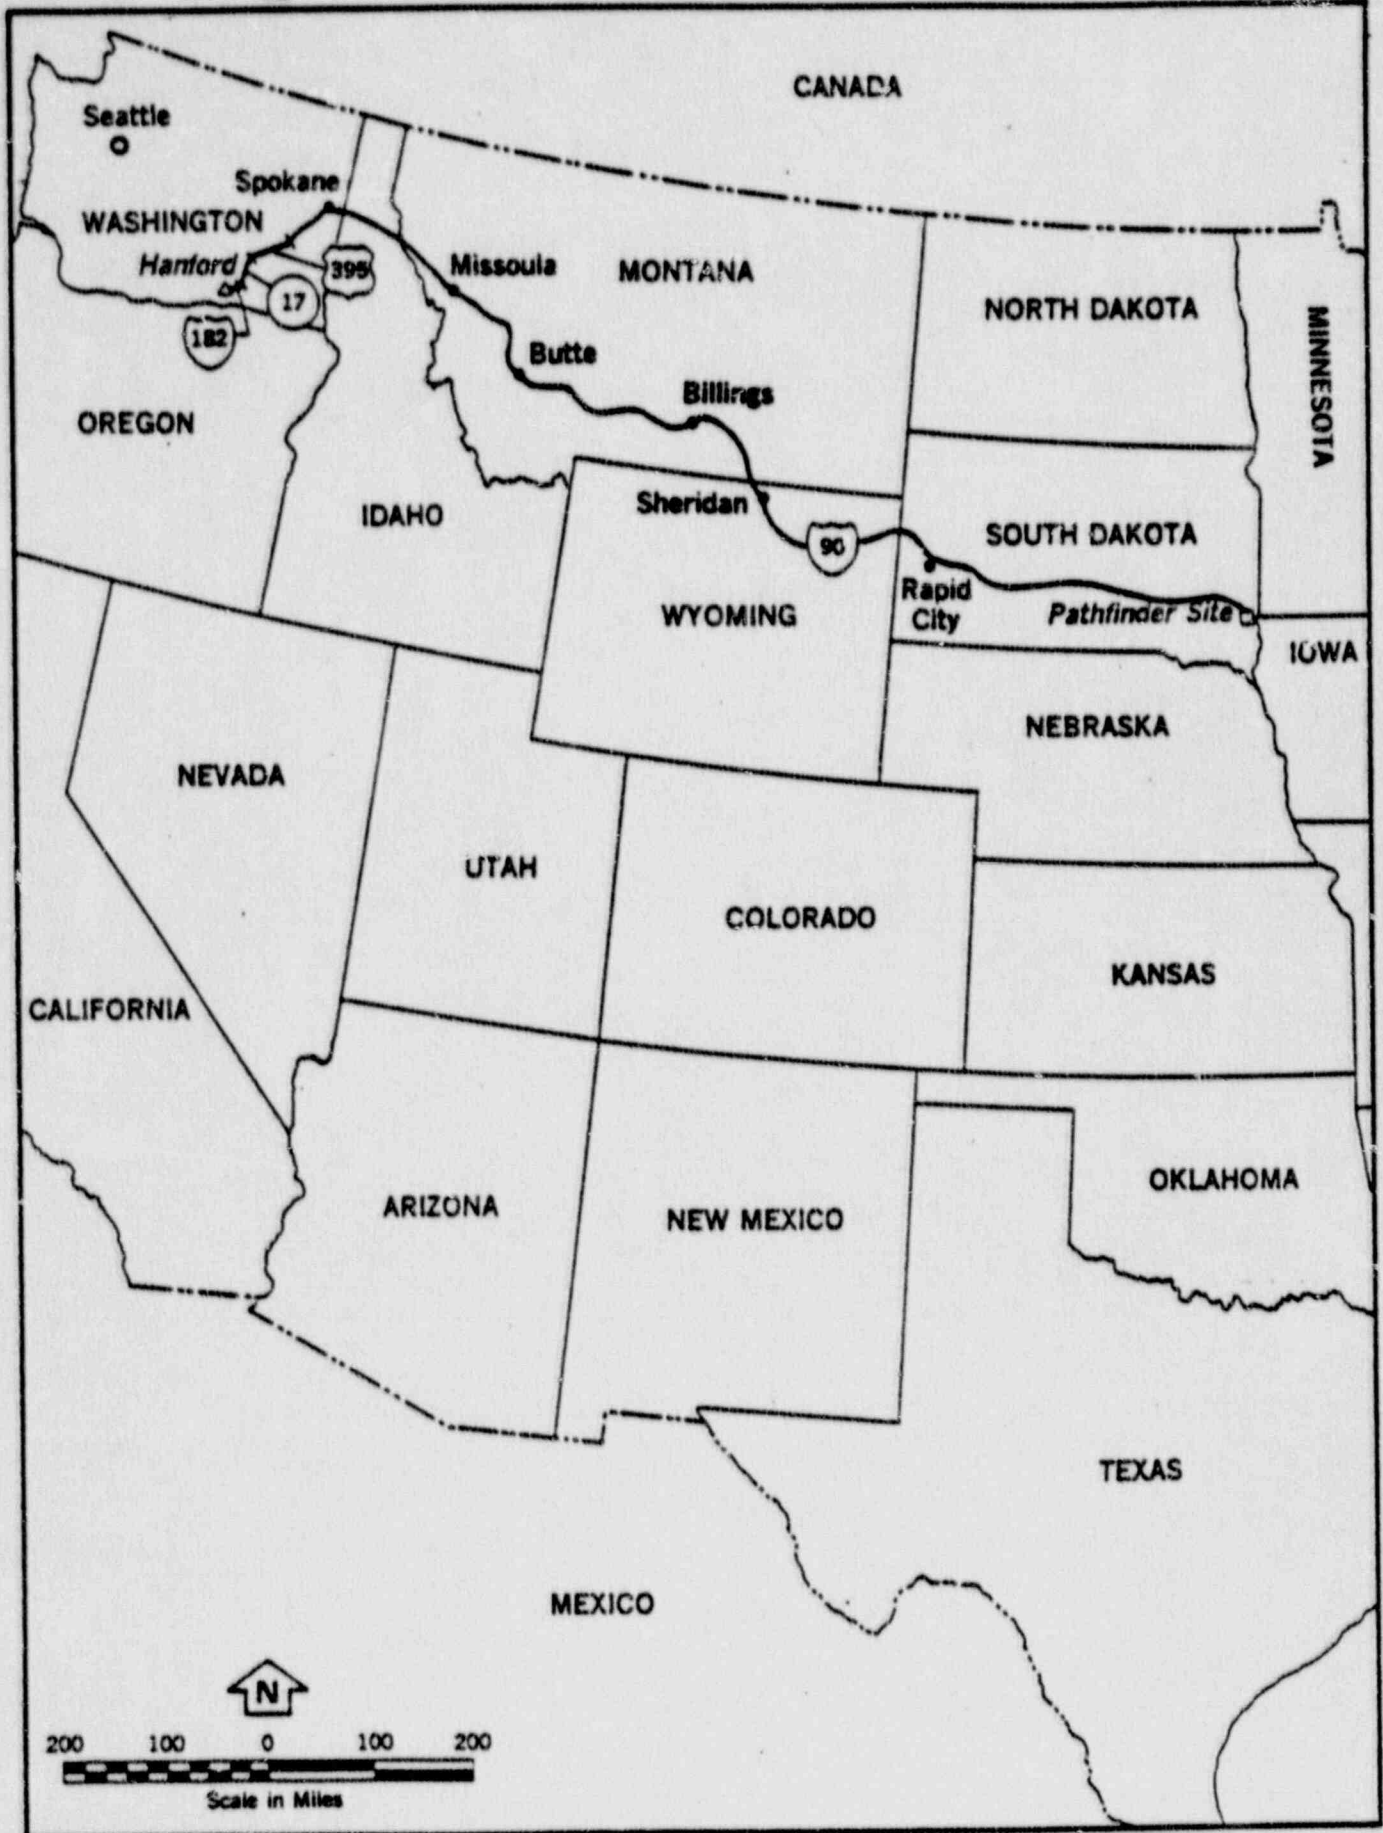 CANADA
Seattle
Spokane
WASHINGTON
Hanford
395
Missoula
MONTANA
17
NORTH DAKOTA
MINNESOTA
182
Butte
Billings
OREGON
Sheridan
IDAHO
90
SOUTH DAKOTA
Rapid
City
Pathfinder Site
WYOMING
IOWA
NEBRASKA
NEVADA
UTAH
COLORADO
KANSAS
CALIFORNIA
OKLAHOMA
ARIZONA
NEW MEXICO
TEXAS
MEXICO
N
200 100 0 100 200
Scale in Miles